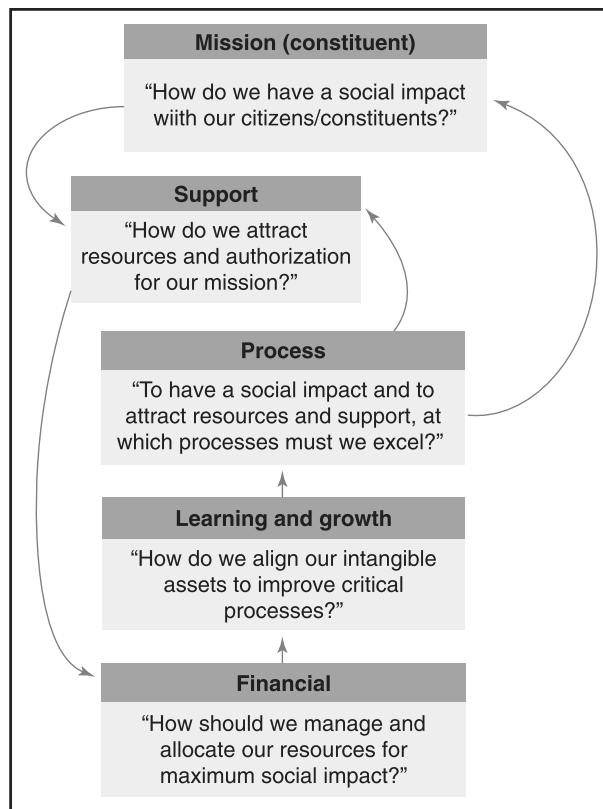 Mission (constituent)
“How do we have a social impact
wiith our citizens/constituents?”
Support
“How do we attract
resources and authorization
for our mission?”
Process
“To have a social impact and to
attract resources and support, at
which processes must we excel?”
Learning and growth
“How do we align our intangible
assets to improve critical
processes?”
Financial
“How should we manage and
allocate our resources for
maximum social impact?”